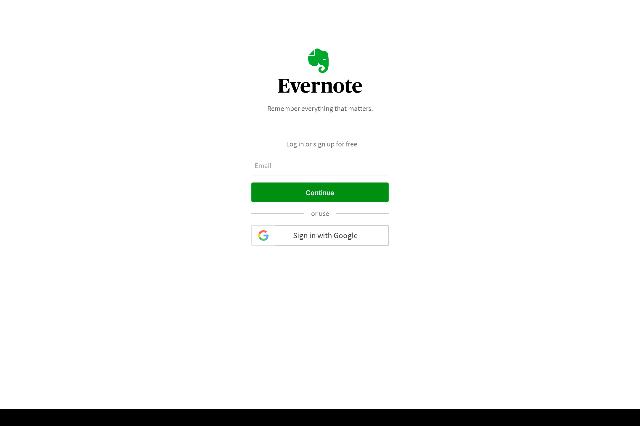 Evernote
Remember everything that matters.
Log in or sign up for free
Email
Continue
or use
Sign in with Google